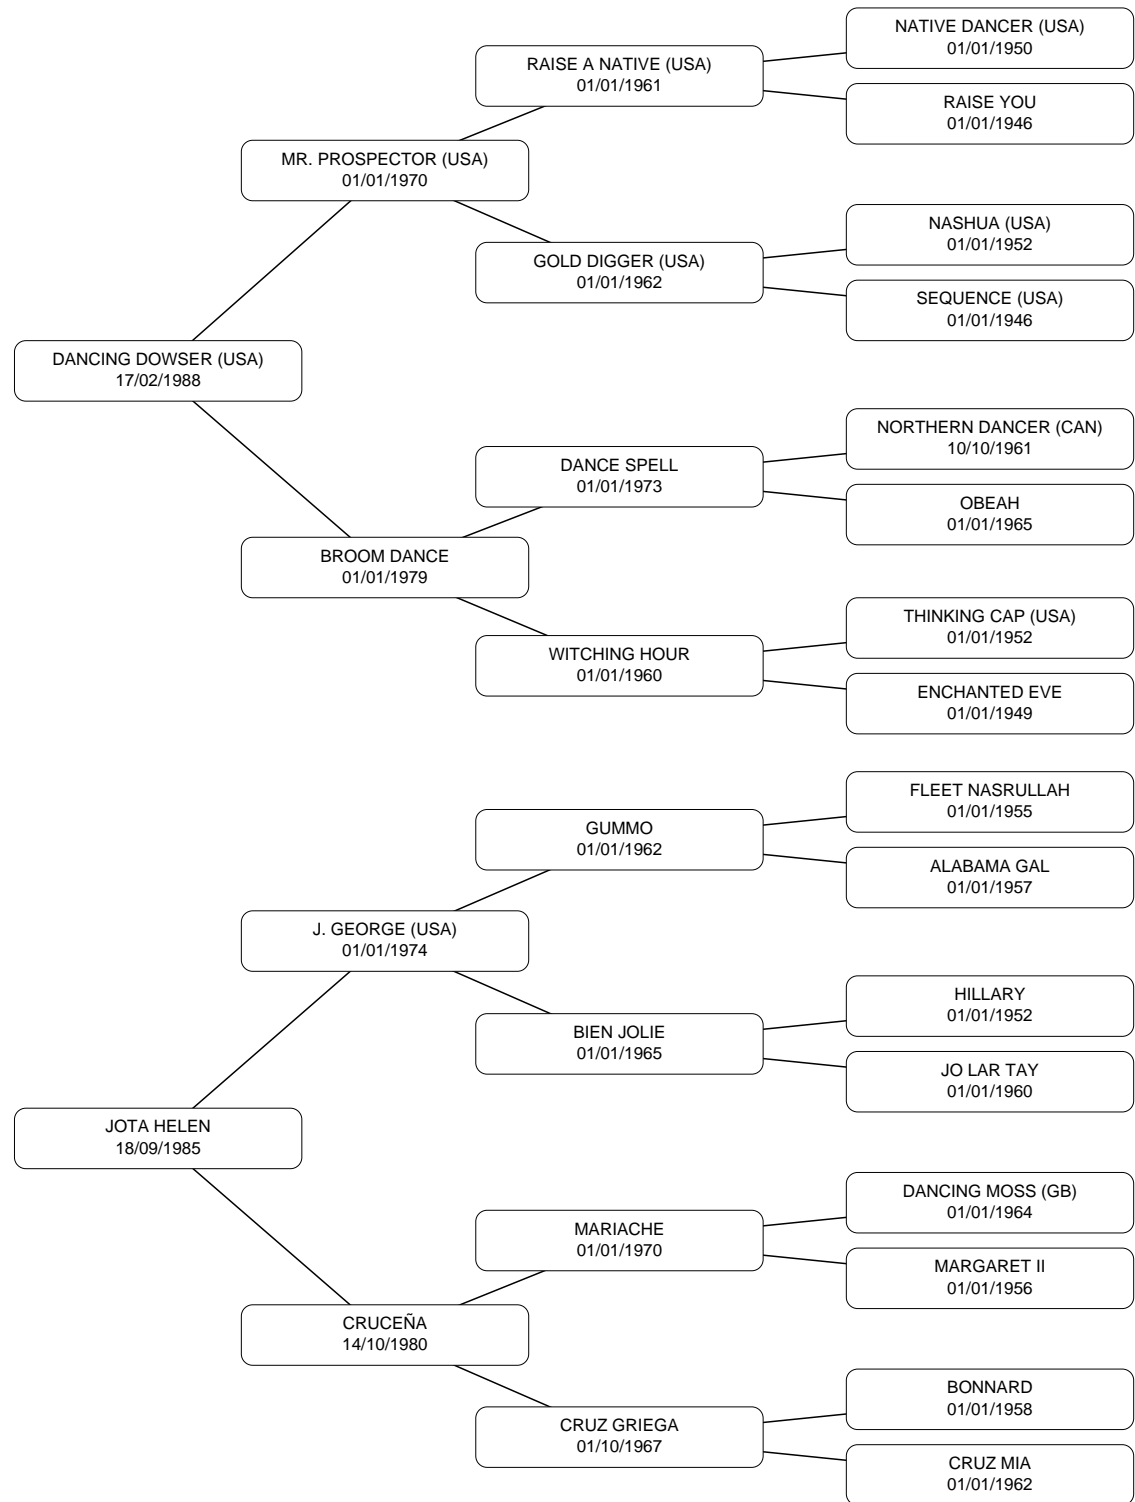 NATIVE DANCER (USA)
01/01/1950
RAISE A NATIVE (USA)
01/01/1961
RAISE YOU
01/01/1946
MR. PROSPECTOR (USA)
01/01/1970
NASHUA (USA)
01/01/1952
GOLD DIGGER (USA)
01/01/1962
SEQUENCE (USA)
01/01/1946
DANCING DOWSER (USA)
17/02/1988
NORTHERN DANCER (CAN)
10/10/1961
DANCE SPELL
01/01/1973
OBEAH
01/01/1965
BROOM DANCE
01/01/1979
THINKING CAP (USA)
01/01/1952
WITCHING HOUR
01/01/1960
ENCHANTED EVE
01/01/1949
FLEET NASRULLAH
01/01/1955
GUMMO
01/01/1962
ALABAMA GAL
01/01/1957
J. GEORGE (USA)
01/01/1974
HILLARY
01/01/1952
BIEN JOLIE
01/01/1965
JO LAR TAY
01/01/1960
JOTA HELEN
18/09/1985
DANCING MOSS (GB)
01/01/1964
MARIACHE
01/01/1970
MARGARET II
01/01/1956
CRUCEÑA
14/10/1980
BONNARD
01/01/1958
CRUZ GRIEGA
01/10/1967
CRUZ MIA
01/01/1962